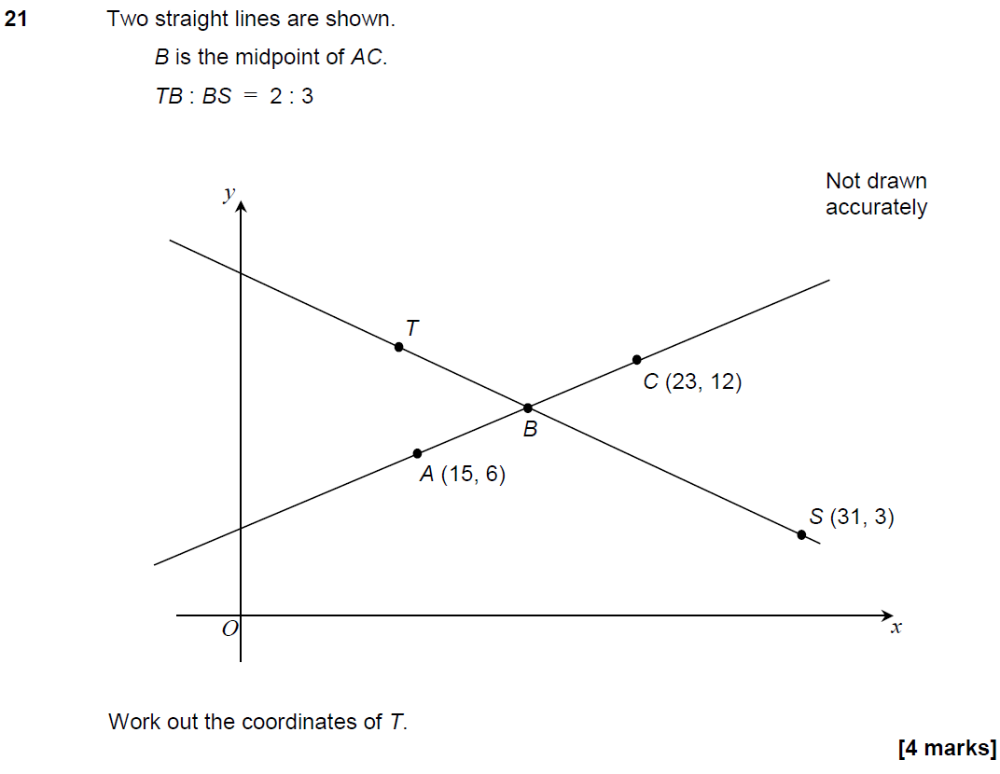 21 Two straight lines are shown.
B is the midpoint of AC.
TB : BS = 2 : 3
Not drawn
accurately
y
T
C (23, 12)
B
A (15, 6)
S (31, 3)
O
x
Work out the coordinates of T.
[4 marks]